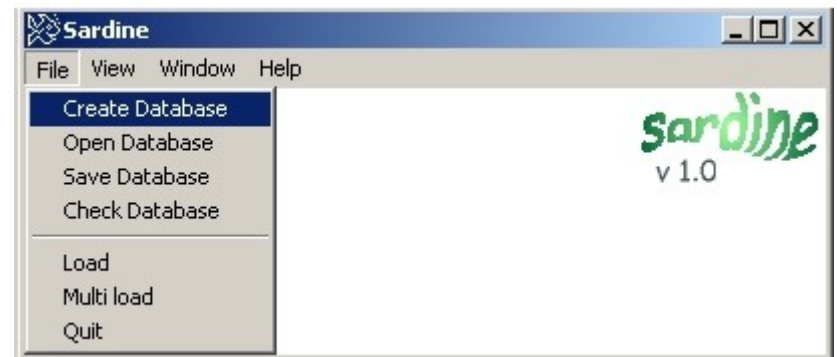 Sardine
File View Window Help
Create Database
Open Database
Save Database
Check Database
Load
Multi load
Quit
sardine
v 1.0